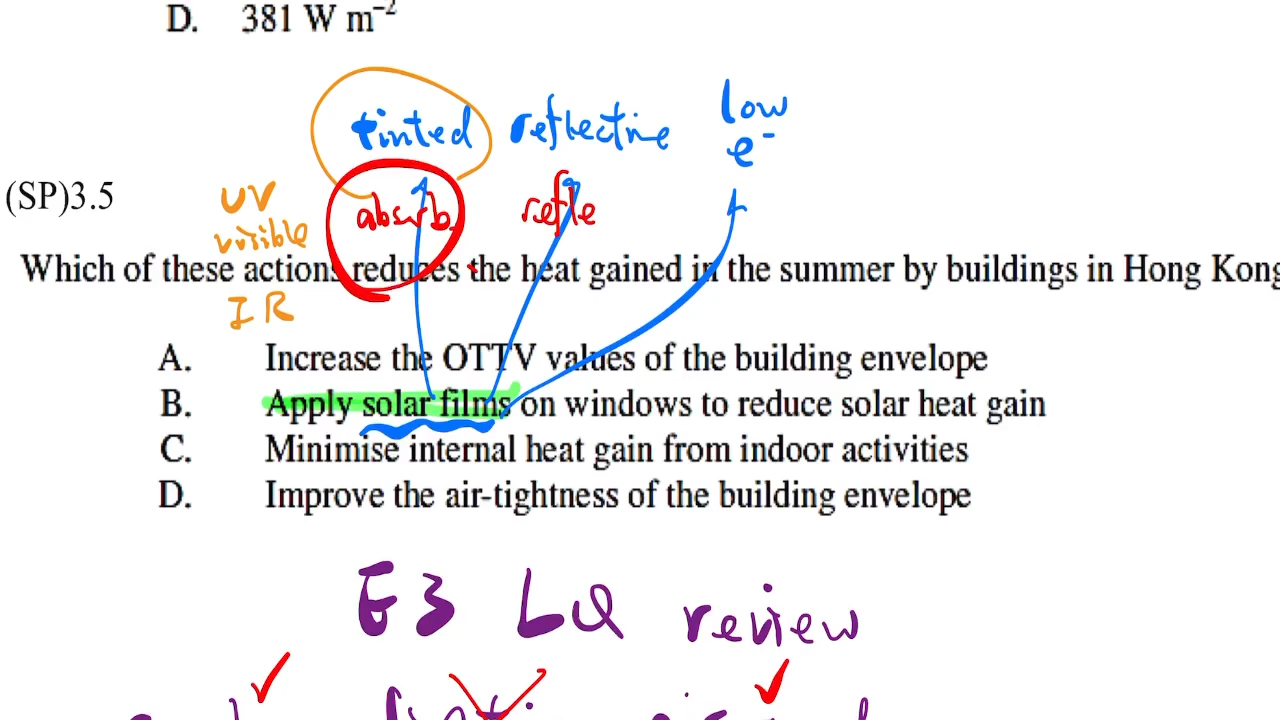 D. 381 W m⁻²
tinted reflective low
e⁻
(SP)3.5
UV absorb refle
visible
Which of these actions reduces the heat gained in the summer by buildings in Hong Kong
IR
A. Increase the OTTV values of the building envelope
B. Apply solar films on windows to reduce solar heat gain
C. Minimise internal heat gain from indoor activities
D. Improve the air-tightness of the building envelope
E3 LQ review